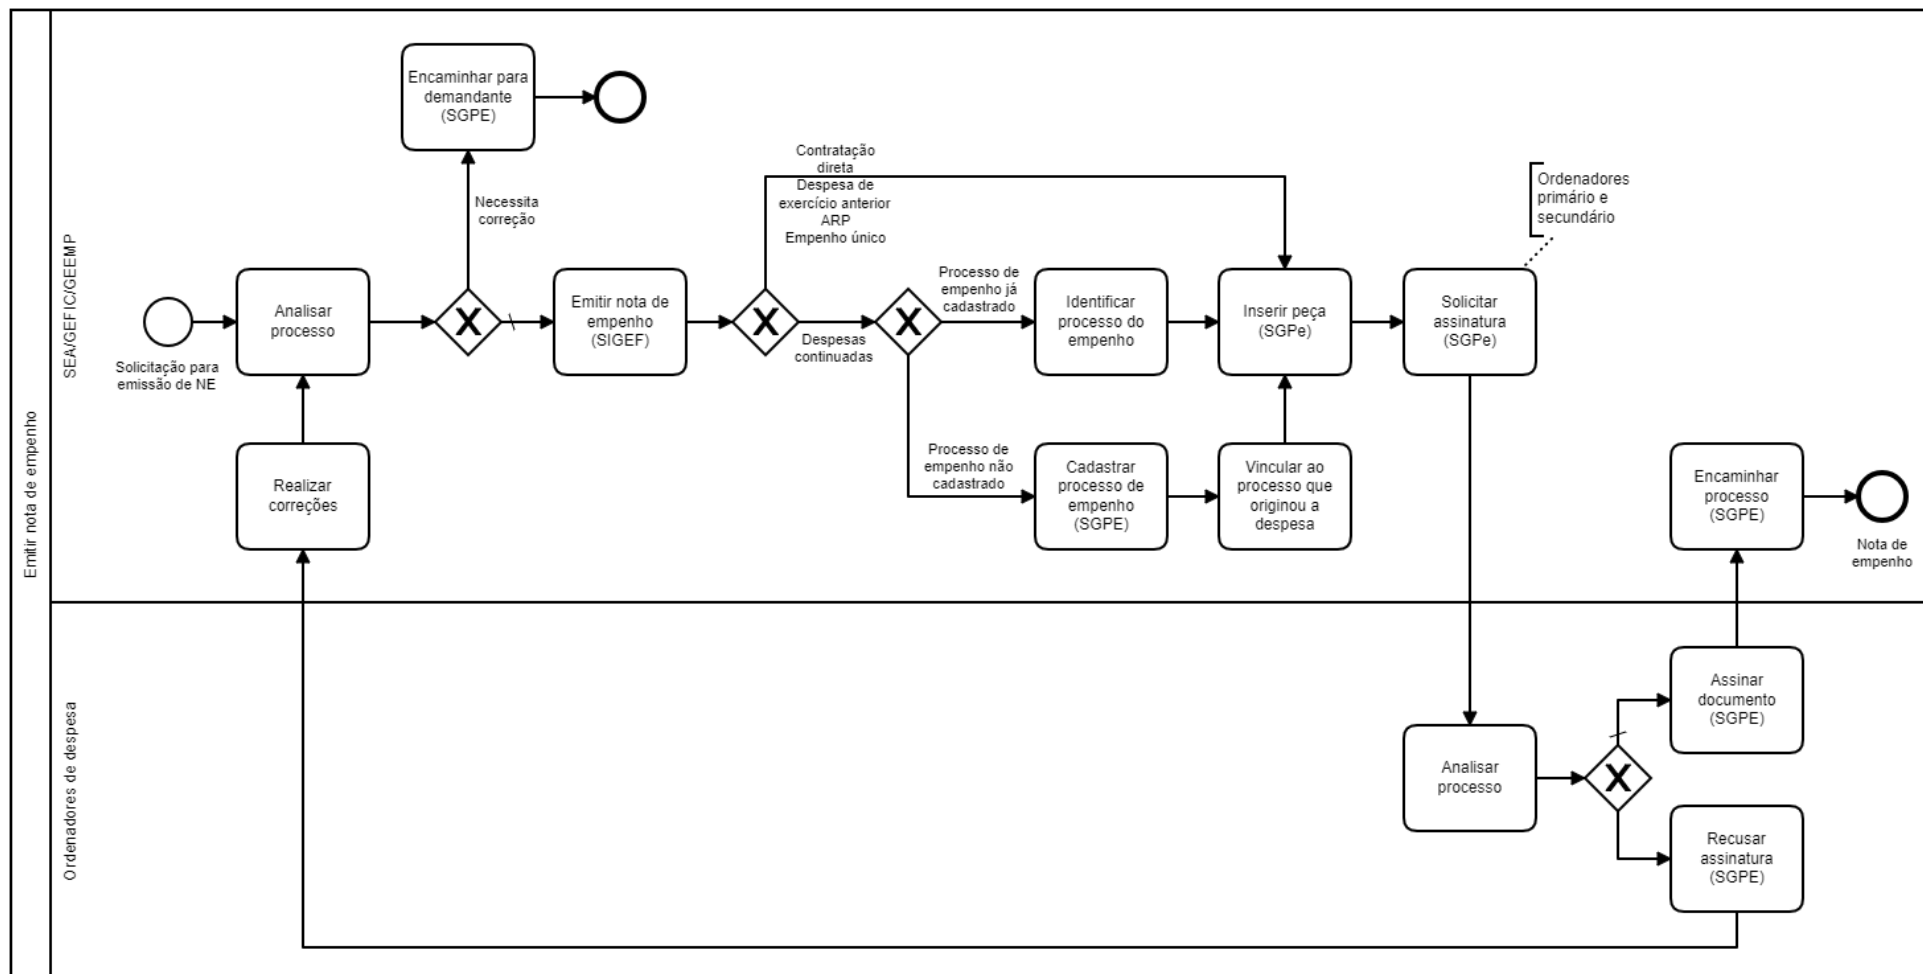 Emitir nota de empenho
SEA/GEFIC/GEEMP
Solicitação para
emissão de NE
Analisar
processo
Realizar
correções
Encaminhar para
demandante
(SGPE)
Necessita
correção
Emitir nota de
empenho
(SIGEF)
Contratação
direta
Despesa de
exercício anterior
ARP
Empenho único
Despesas
continuadas
Processo de
empenho já
cadastrado
Processo de
empenho não
cadastrado
Identificar
processo do
empenho
Cadastrar
processo de
empenho
(SGPE)
Vincular ao
processo que
originou a
despesa
Inserir peça
(SGPe)
Solicitar
assinatura
(SGPe)
Ordenadores
primário e
secundário
Encaminhar
processo
(SGPE)
Nota de
empenho
Ordenadores de despesa
Analisar
processo
Assinar
documento
(SGPE)
Recusar
assinatura
(SGPE)